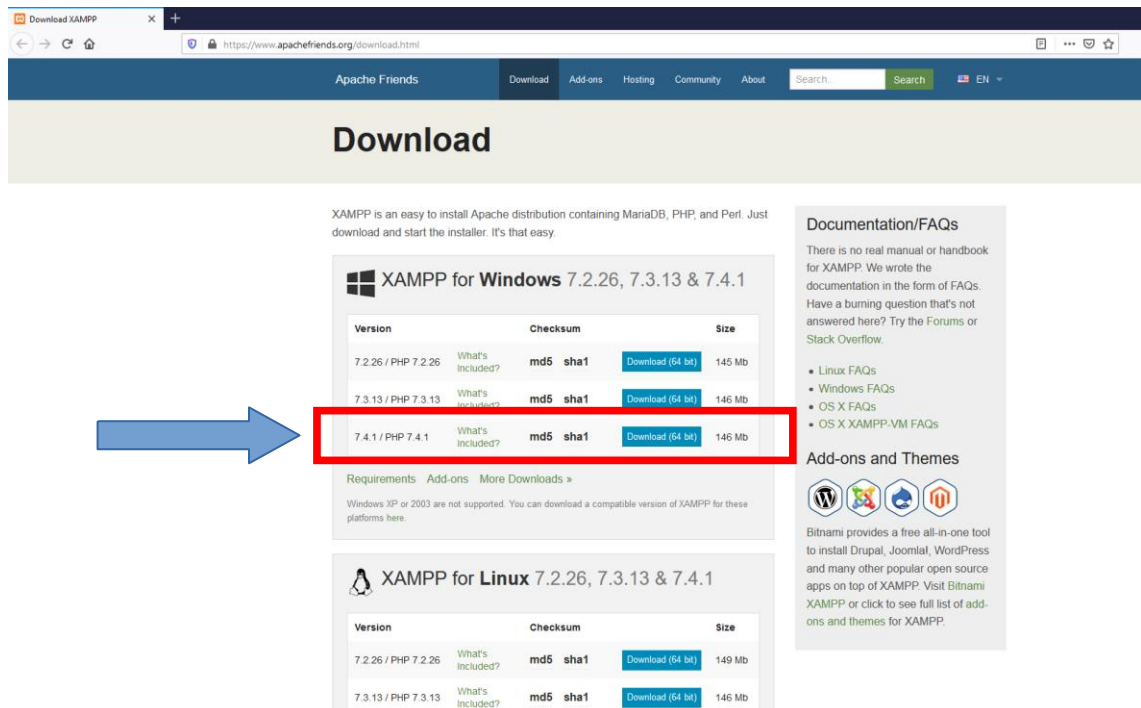 Download XAMPP
https://www.apachefriends.org/download.html
Apache Friends Download Add-ons Hosting Community About Search... Search EN
Download
XAMPP is an easy to install Apache distribution containing MariaDB, PHP, and Perl. Just
download and start the installer. It's that easy.
XAMPP for Windows 7.2.26, 7.3.13 & 7.4.1
Version Checksum Size
7.2.26 / PHP 7.2.26 What's Included? md5 sha1 Download (64 bit) 145 Mb
7.3.13 / PHP 7.3.13 What's Included? md5 sha1 Download (64 bit) 146 Mb
7.4.1 / PHP 7.4.1 What's Included? md5 sha1 Download (64 bit) 146 Mb
Requirements Add-ons More Downloads »
Windows XP or 2003 are not supported. You can download a compatible version of XAMPP for these
platforms here.
XAMPP for Linux 7.2.26, 7.3.13 & 7.4.1
Version Checksum Size
7.2.26 / PHP 7.2.26 What's Included? md5 sha1 Download (64 bit) 149 Mb
7.3.13 / PHP 7.3.13 What's Included? md5 sha1 Download (64 bit) 146 Mb
Documentation/FAQs
There is no real manual or handbook
for XAMPP. We wrote the
documentation in the form of FAQs.
Have a burning question that's not
answered here? Try the Forums or
Stack Overflow.
Linux FAQs
Windows FAQs
OS X FAQs
OS X XAMPP-VM FAQs
Add-ons and Themes
Bitnami provides a free all-in-one tool
to install Drupal, Joomla!, WordPress
and many other popular open source
apps on top of XAMPP. Visit Bitnami
XAMPP or click to see full list of add-
ons and themes for XAMPP.